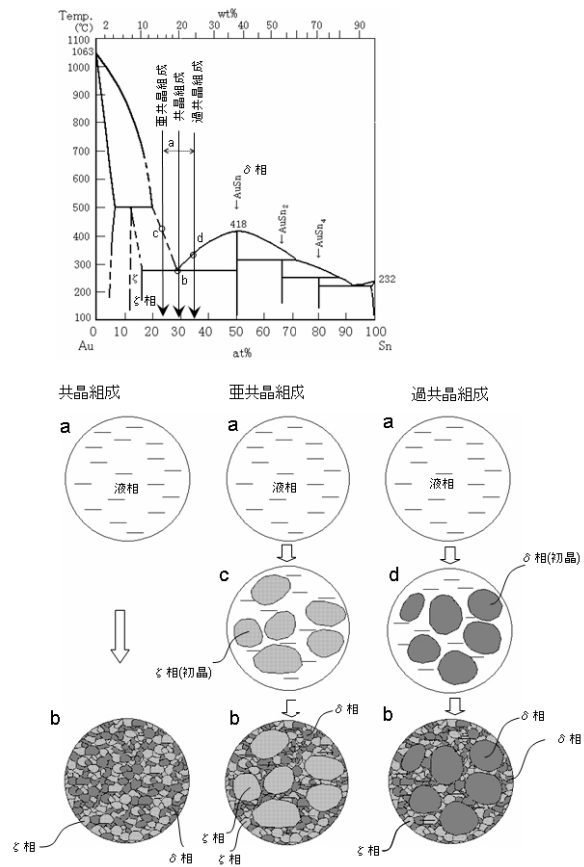 Temp.
(℃)
wt%
2 6 10 20 30 40 60 80
1100
1063
1000
900
800
700
600
500
400
300
200
100
亜共晶組成
共晶組成
過共晶組成
a
AuSn
δ相
AuSn2
AuSn4
418
c
d
b
232
ζ
ζ相
0 10 20 30 40 50 60 70 80 90 100
Au
Sn
at%
共晶組成
亜共晶組成
過共晶組成
a
a
a
液相
液相
液相
c
d
δ相(初晶)
ζ相(初晶)
b
b
b
δ相
δ相
δ相
ζ相
δ相
ζ相
ζ相
ζ相